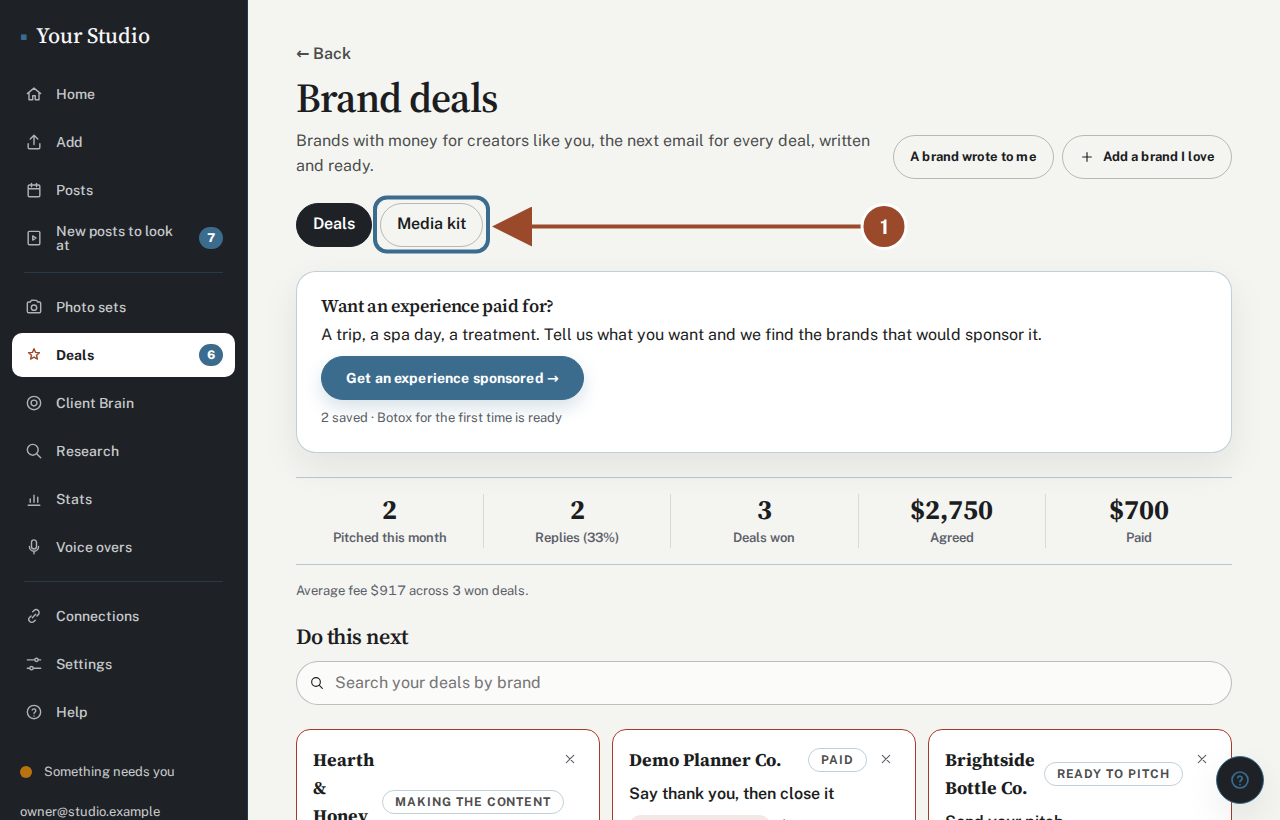 Your Studio
Home
Add
Posts
New posts to look
at
7
Photo sets
Deals
6
Client Brain
Research
Stats
Voice overs
Connections
Settings
Help
Something needs you
owner@studio.example
← Back
Brand deals
Brands with money for creators like you, the next email for every deal, written
and ready.
A brand wrote to me
+ Add a brand I love
Deals
Media kit
1
Want an experience paid for?
A trip, a spa day, a treatment. Tell us what you want and we find the brands that would sponsor it.
Get an experience sponsored →
2 saved · Botox for the first time is ready
2
Pitched this month
2
Replies (33%)
3
Deals won
$2,750
Agreed
$700
Paid
Average fee $917 across 3 won deals.
Do this next
Search your deals by brand
Hearth
&
Honey
MAKING THE CONTENT
Demo Planner Co.
PAID
Say thank you, then close it
Brightside
Bottle Co.
READY TO PITCH
Send your pitch